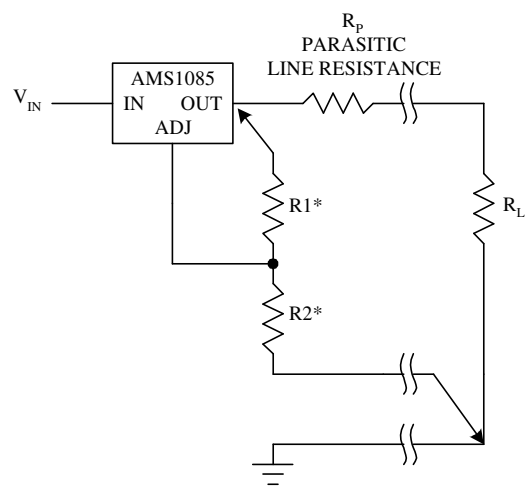 R_P
PARASITIC
LINE RESISTANCE
AMS1085
V_IN
IN OUT
ADJ
R1*
R_L
R2*